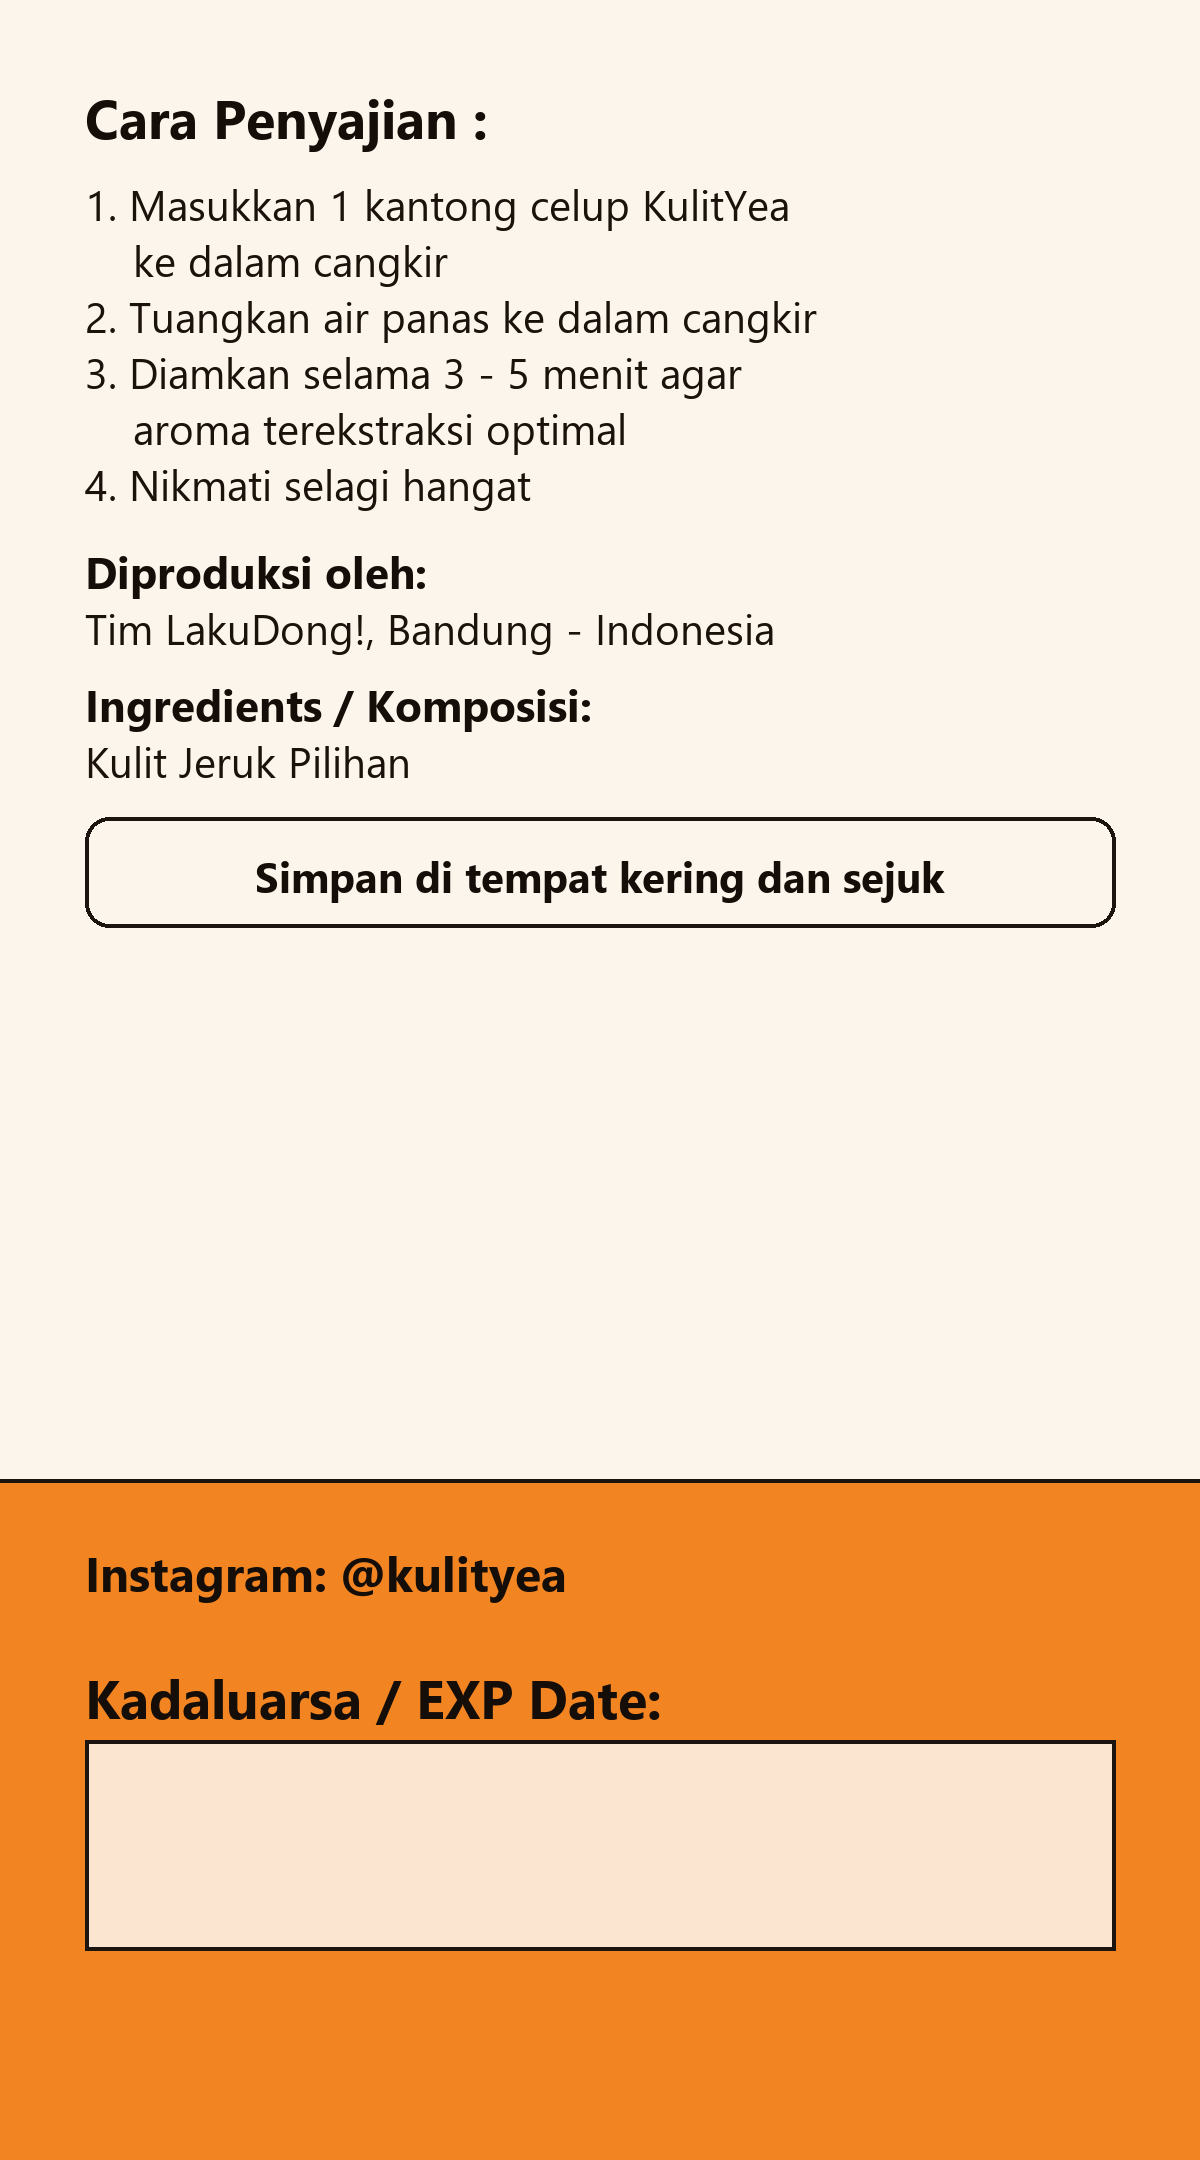 Cara Penyajian :
1. Masukkan 1 kantong celup KulitYea
ke dalam cangkir
2. Tuangkan air panas ke dalam cangkir
3. Diamkan selama 3 - 5 menit agar
aroma terekstraksi optimal
4. Nikmati selagi hangat
Diproduksi oleh:
Tim LakuDong!, Bandung - Indonesia
Ingredients / Komposisi:
Kulit Jeruk Pilihan
Simpan di tempat kering dan sejuk
Instagram: @kulityea
Kadaluarsa / EXP Date: